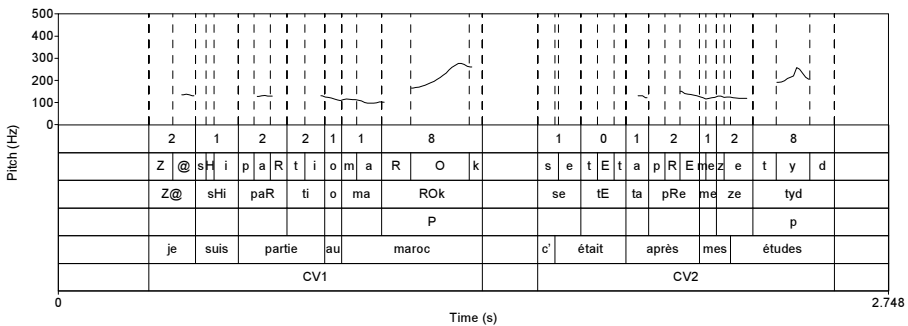 500
400
300
200
100
0
Pitch (Hz)
2 1 2 2 1 1 8 1 0 1 2 1 2 8
Z @ s H i p a R t i o m a R O k s e t E t a p R E m e z e t y d
Z@ sHi paR ti o ma ROk se tE ta pRe me ze tyd
P p
je suis partie au maroc c' était après mes études
CV1 CV2
0 2.748
Time (s)